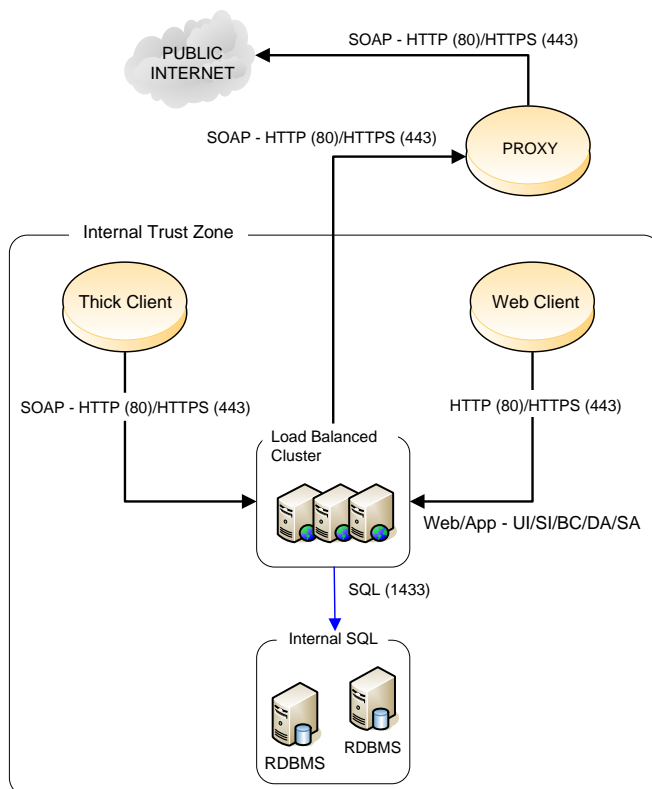 SOAP - HTTP (80)/HTTPS (443)
PUBLIC
INTERNET
SOAP - HTTP (80)/HTTPS (443)
PROXY
Internal Trust Zone
Thick Client
Web Client
SOAP - HTTP (80)/HTTPS (443)
HTTP (80)/HTTPS (443)
Load Balanced
Cluster
Web/App - UI/SI/BC/DA/SA
SQL (1433)
Internal SQL
RDBMS
RDBMS